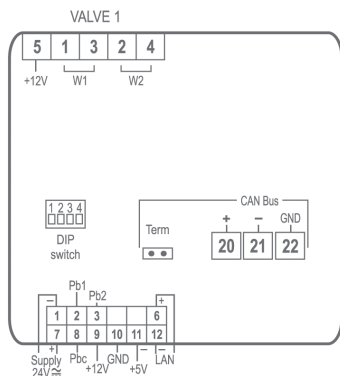 VALVE 1
5 1 3 2 4
+12V W1 W2
1 2 3 4
DIP
switch
CAN Bus
Term
+ − GND
20 21 22
Pb1
Pb2
− +
1 2 3 6
7 8 9 10 11 12
+ − −
Supply Pbc GND LAN
24V≂ +12V +5V